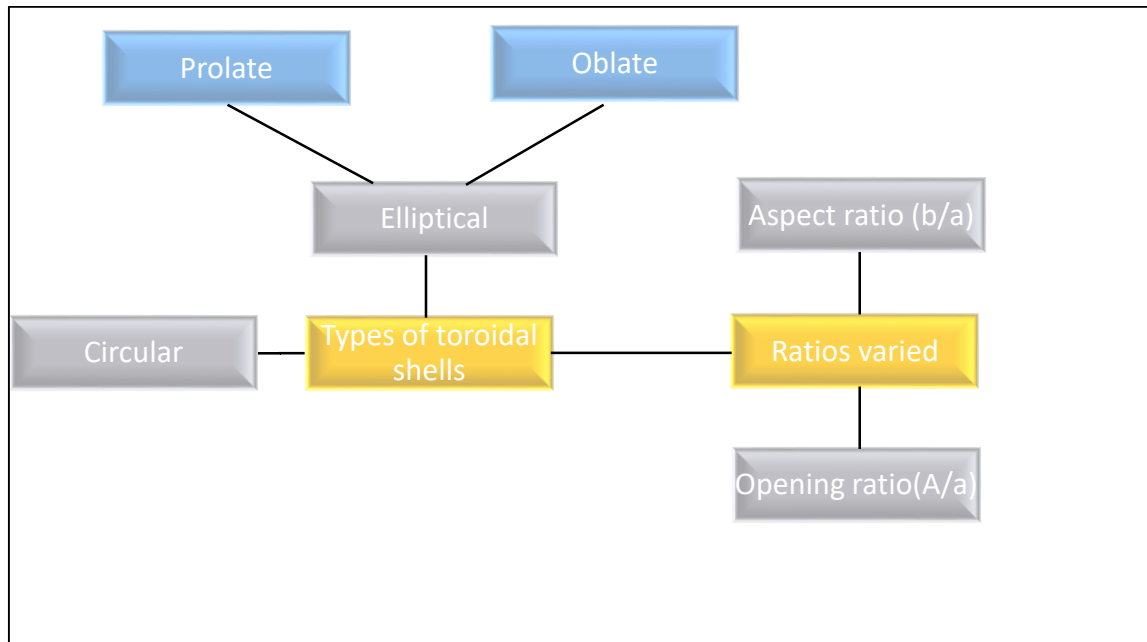 Prolate
Oblate
Elliptical
Aspect ratio (b/a)
Circular
Types of toroidal
shells
Ratios varied
Opening ratio(A/a)